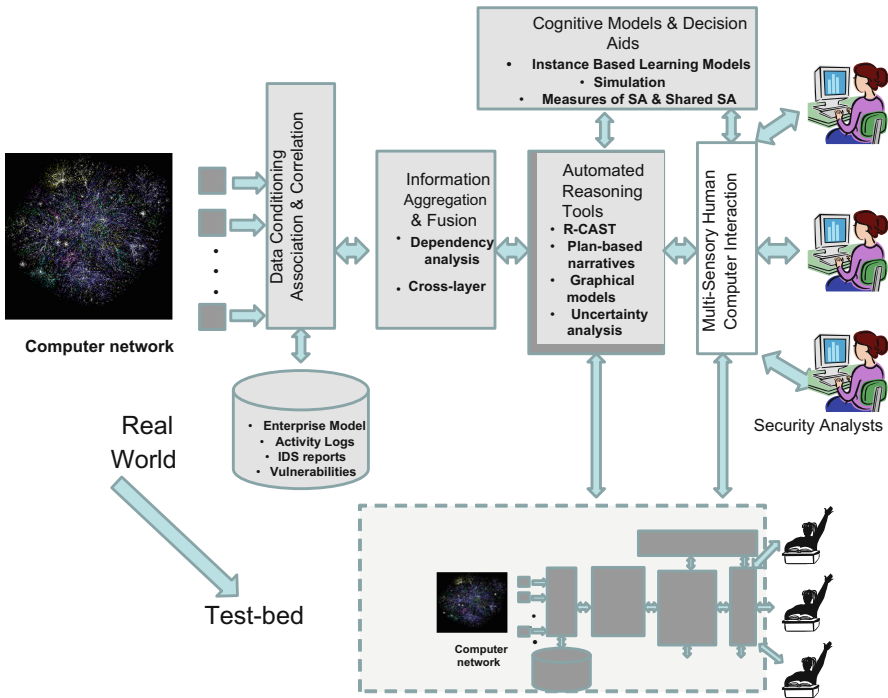 Cognitive Models & Decision
Aids
• Instance Based Learning Models
• Simulation
• Measures of SA & Shared SA
Computer network
Data Conditioning
Association & Correlation
Information
Aggregation
& Fusion
• Dependency
analysis
• Cross-layer
Automated
Reasoning
Tools
• R-CAST
• Plan-based
narratives
• Graphical
models
• Uncertainty
analysis
Multi-Sensory Human
Computer Interaction
Security Analysts
• Enterprise Model
• Activity Logs
• IDS reports
• Vulnerabilities
Real
World
Test-bed
Computer
network